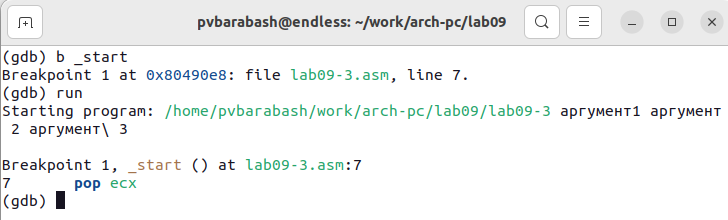 pvbarabash@endless: ~/work/arch-pc/lab09
(gdb) b _start
Breakpoint 1 at 0x80490e8: file lab09-3.asm, line 7.
(gdb) run
Starting program: /home/pvbarabash/work/arch-pc/lab09/lab09-3 аргумент1 аргумент
 2 аргумент\ 3

Breakpoint 1, _start () at lab09-3.asm:7
7	pop ecx
(gdb)